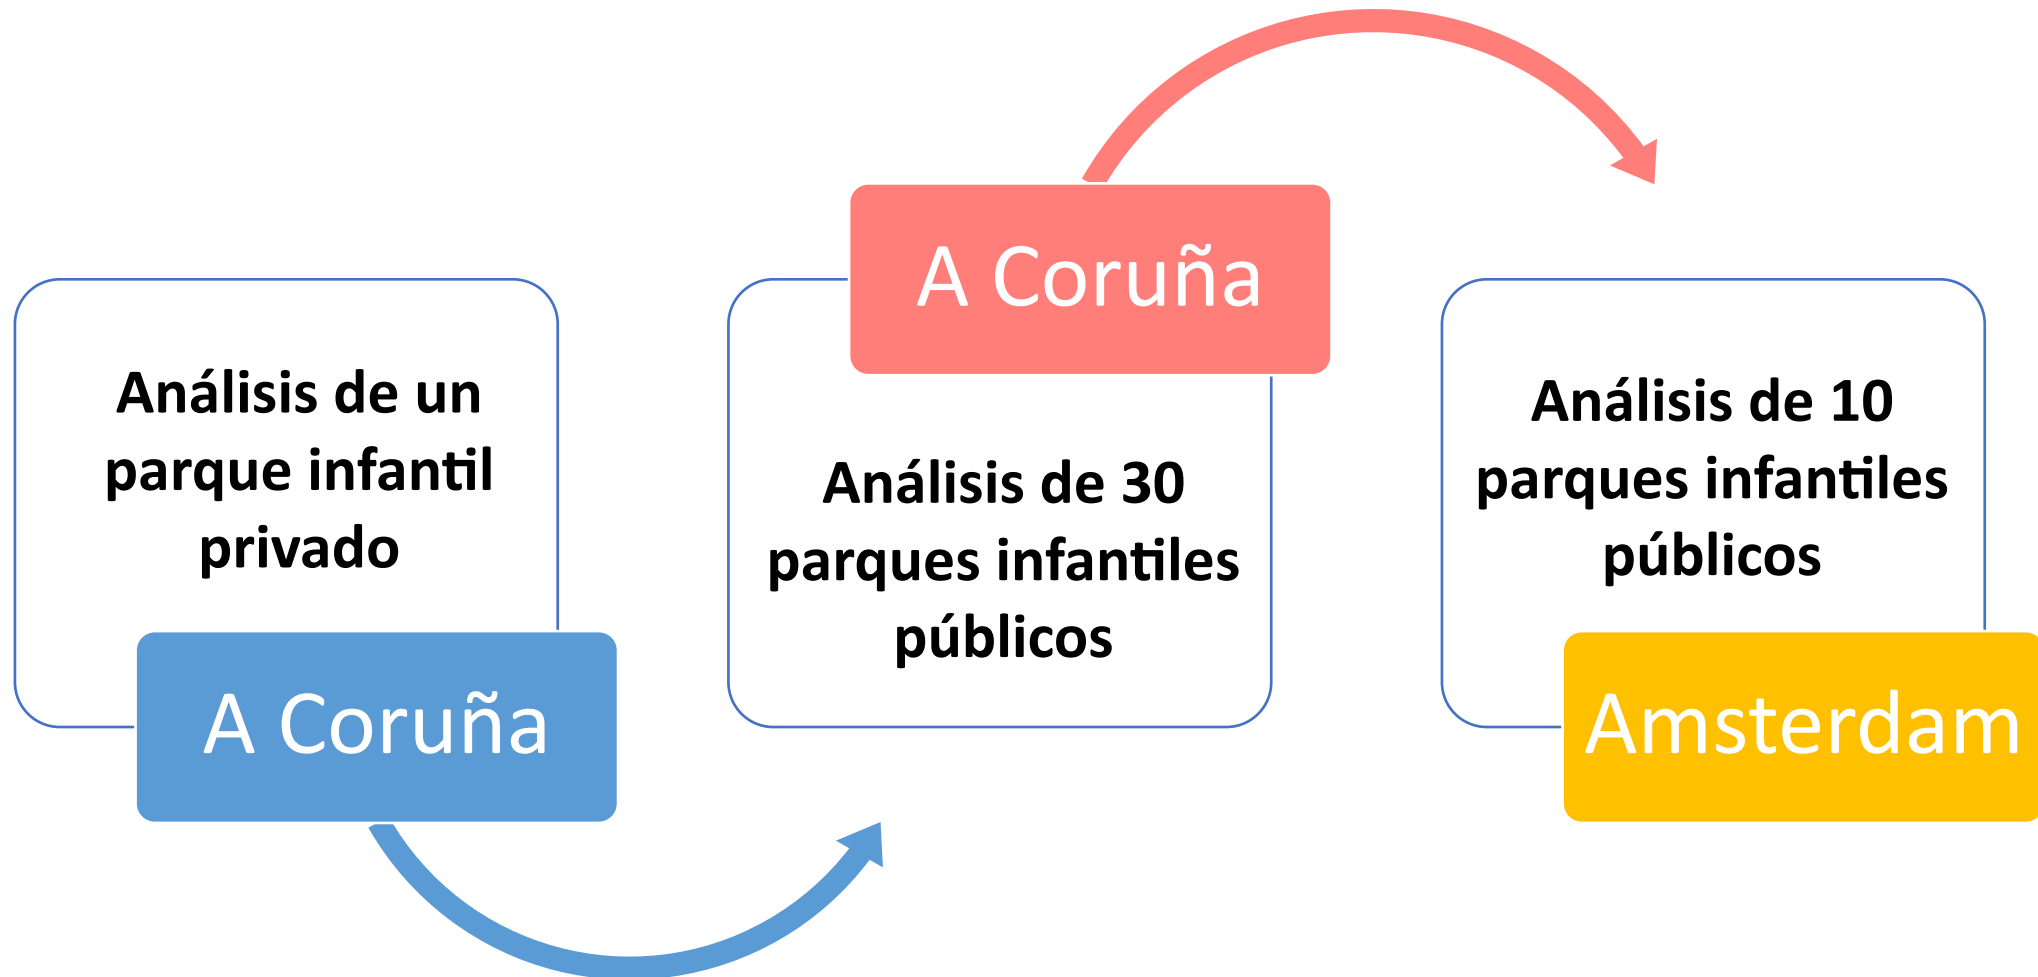 Análisis de un
parque infantil
privado
A Coruña
A Coruña
Análisis de 30
parques infantiles
públicos
Análisis de 10
parques infantiles
públicos
Amsterdam